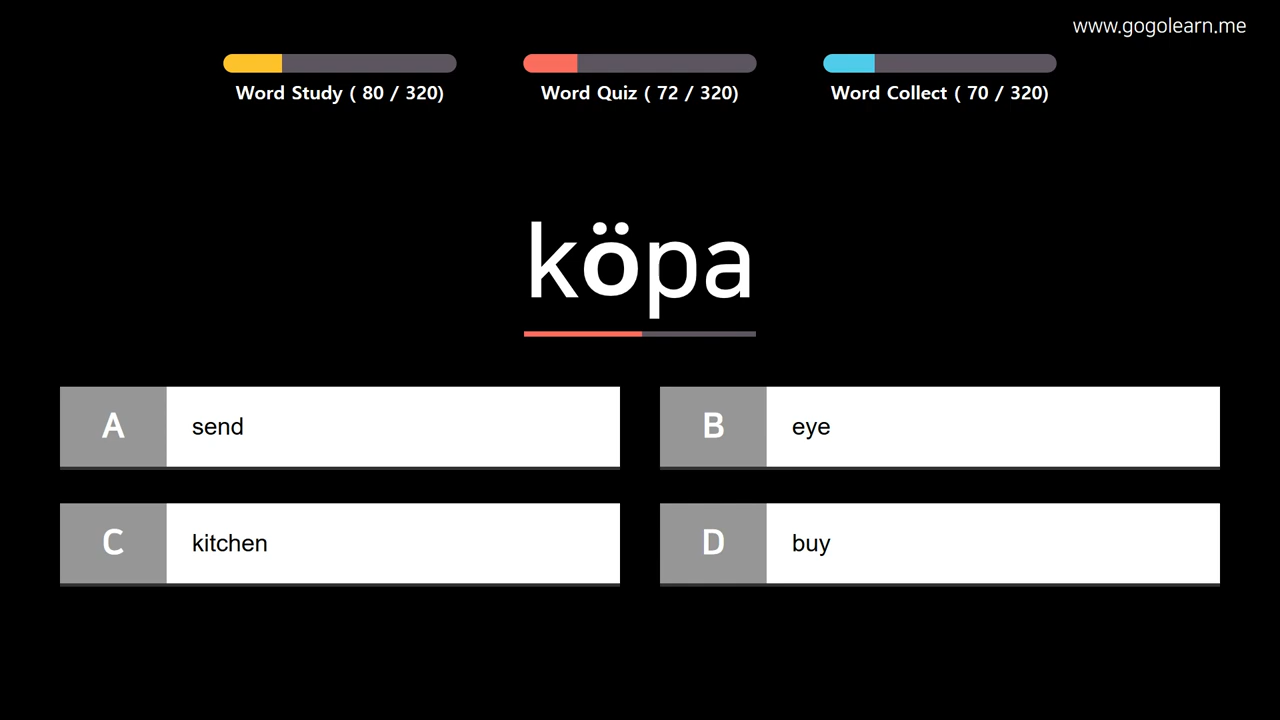 www.gogolearn.me
Word Study ( 80 / 320)
Word Quiz ( 72 / 320)
Word Collect ( 70 / 320)
köpa
A send
B eye
C kitchen
D buy